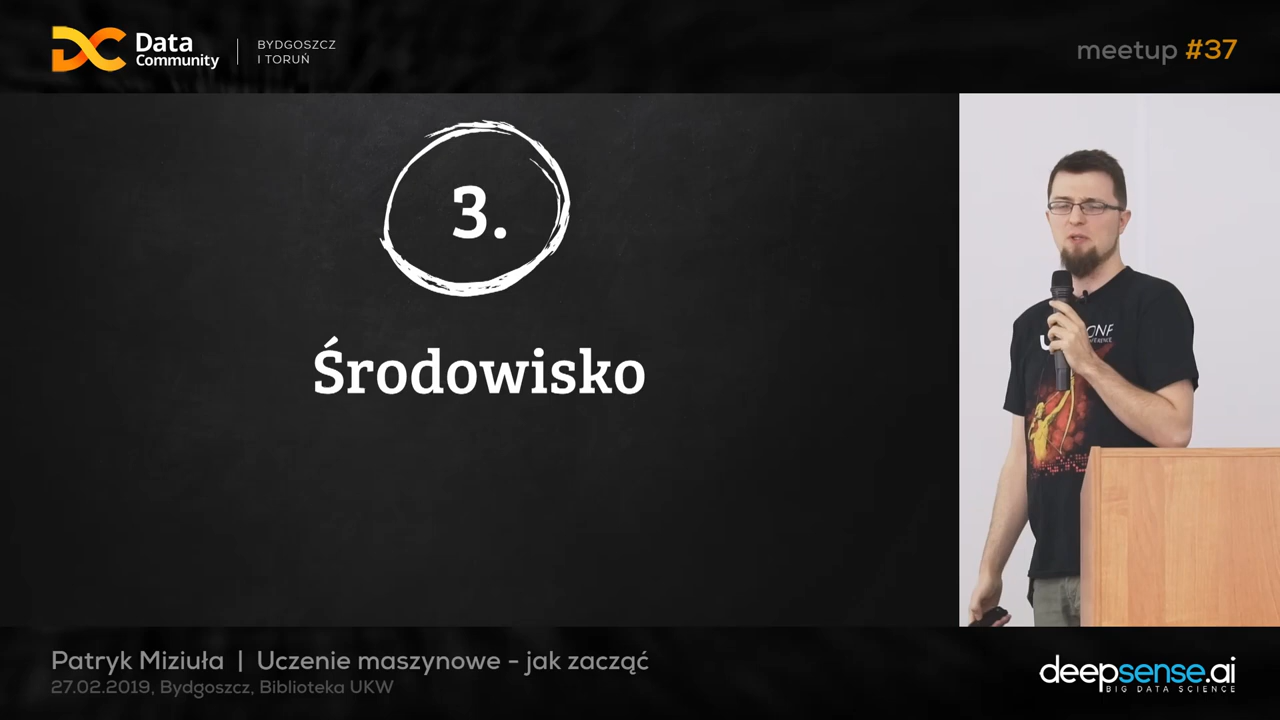 DC Data Community
BYDGOSZCZ
I TORUŃ
meetup #37
3.
Środowisko
Patryk Miziuła | Uczenie maszynowe - jak zacząć
27.02.2019, Bydgoszcz, Biblioteka UKW
deepsense.ai
BIG DATA SCIENCE